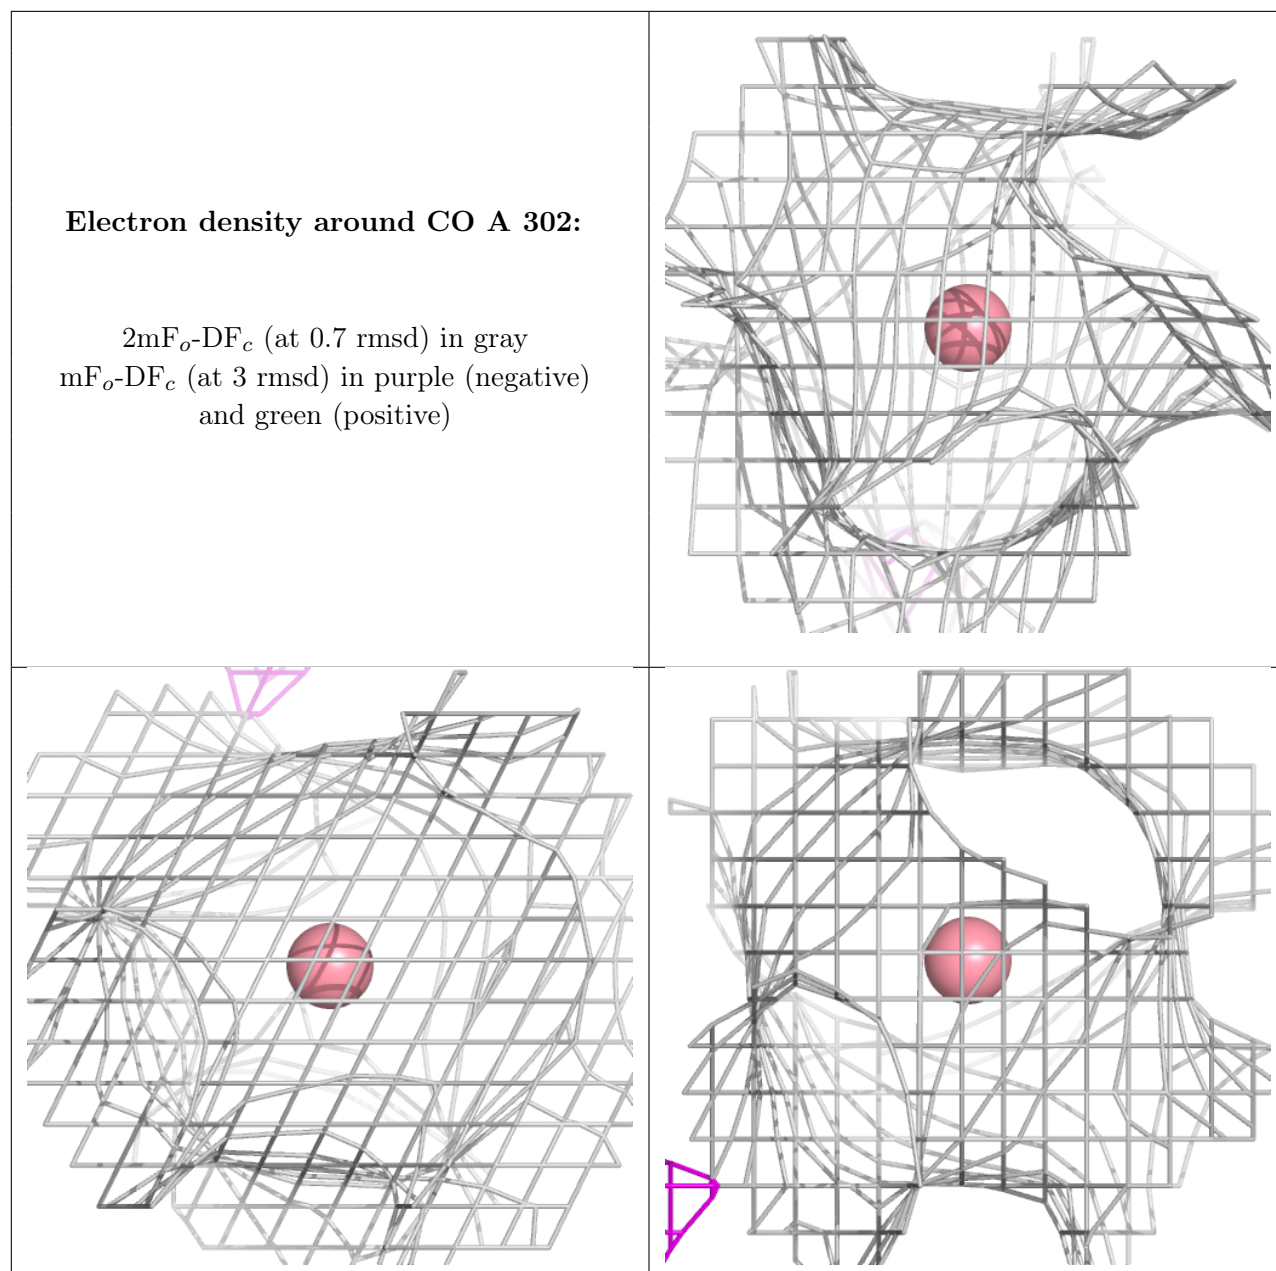 Electron density around CO A 302:
2mFₒ-DF𝒸 (at 0.7 rmsd) in gray
mFₒ-DF𝒸 (at 3 rmsd) in purple (negative)
and green (positive)